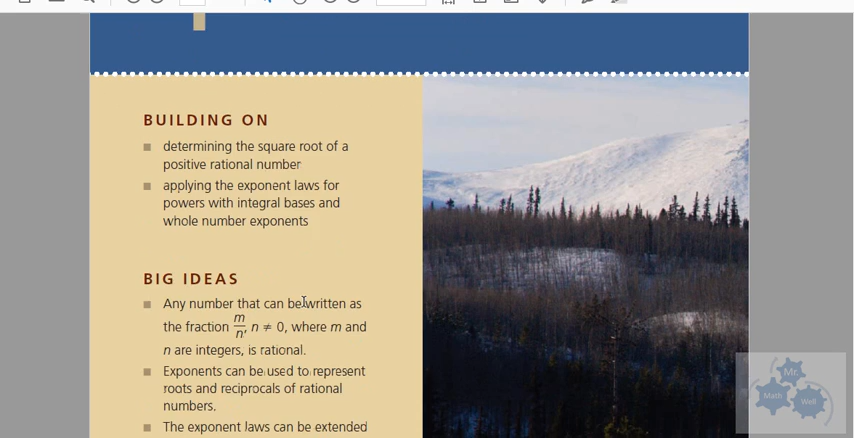 BUILDING ON
determining the square root of a
positive rational number
applying the exponent laws for
powers with integral bases and
whole number exponents
BIG IDEAS
Any number that can be written as
the fraction m/n, n ≠ 0, where m and
n are integers, is rational.
Exponents can be used to represent
roots and reciprocals of rational
numbers.
The exponent laws can be extended
Mr.
Math
Well